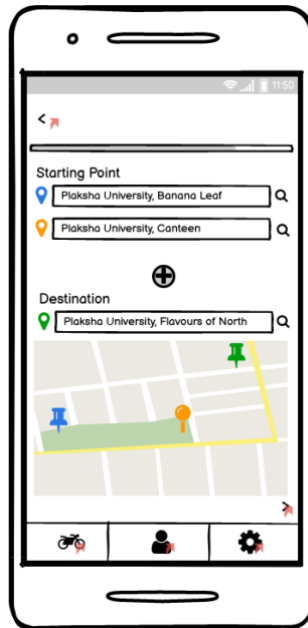 11:50
<
Starting Point
Plaksha University, Banana Leaf
Plaksha University, Canteen
Destination
Plaksha University, Flavours of North
>